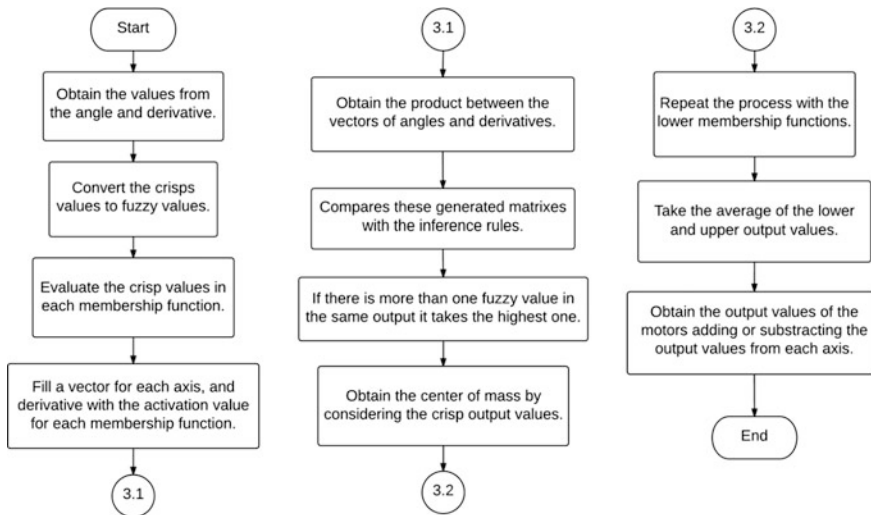 Start
Obtain the values from
the angle and derivative.
Convert the crisps
values to fuzzy values.
Evaluate the crisp values in
each membership function.
Fill a vector for each axis, and
derivative with the activation value
for each membership function.
3.1
3.1
Obtain the product between the
vectors of angles and derivatives.
Compares these generated matrixes
with the inference rules.
If there is more than one fuzzy value in
the same output it takes the highest one.
Obtain the center of mass by
considering the crisp output values.
3.2
3.2
Repeat the process with the
lower membership functions.
Take the average of the lower
and upper output values.
Obtain the output values of the
motors adding or substracting the
output values from each axis.
End